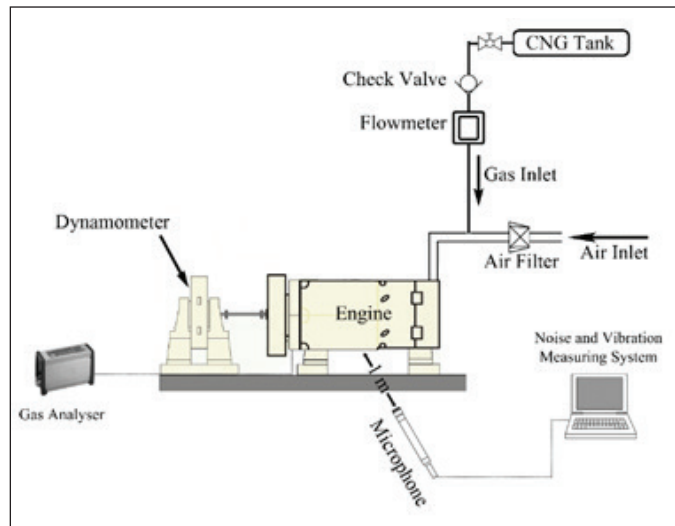 CNG Tank
Check Valve
Flowmeter
Gas Inlet
Dynamometer
Air Filter
Air Inlet
Engine
Noise and Vibration
Measuring System
1 m
Gas Analyser
Microphone